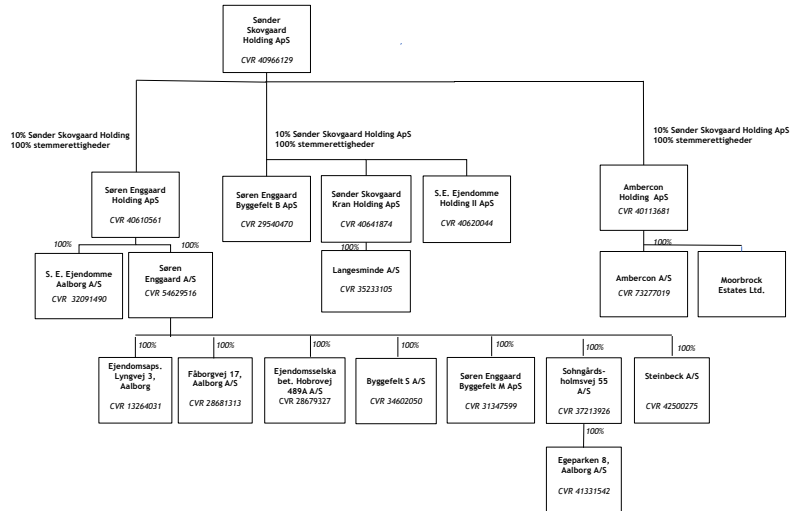 Sønder
Skovgaard
Holding ApS
CVR 40966129
10% Sønder Skovgaard Holding
100% stemmerettigheder
10% Sønder Skovgaard Holding ApS
100% stemmerettigheder
10% Sønder Skovgaard Holding ApS
100% stemmerettigheder
Søren Enggaard
Holding ApS
CVR 40610561
Søren Enggaard
Byggefelt B ApS
CVR 29540470
Sønder Skovgaard
Kran Holding ApS
CVR 40641874
S.E. Ejendomme
Holding II ApS
CVR 40620044
Ambercon
Holding ApS
CVR 40113681
100%
100%
100%
100%
S. E. Ejendomme
Aalborg A/S
CVR 32091490
Søren
Enggaard A/S
CVR 54629516
Langesminde A/S
CVR 35233105
Ambercon A/S
CVR 73277019
Moorbrock
Estates Ltd.
100%
100%
100%
100%
100%
100%
100%
Ejendomsaps.
Lyngvej 3,
Aalborg
CVR 13264031
Fåborgvej 17,
Aalborg A/S
CVR 28681313
Ejendomsselska
bet. Hobrovej
489A A/S
CVR 28679327
Byggefelt S A/S
CVR 34602050
Søren Enggaard
Byggefelt M ApS
CVR 31347599
Sohngårds-
holmsvej 55
A/S
CVR 37213926
Steinbeck A/S
CVR 42500275
100%
Egeparken 8,
Aalborg A/S
CVR 41331542